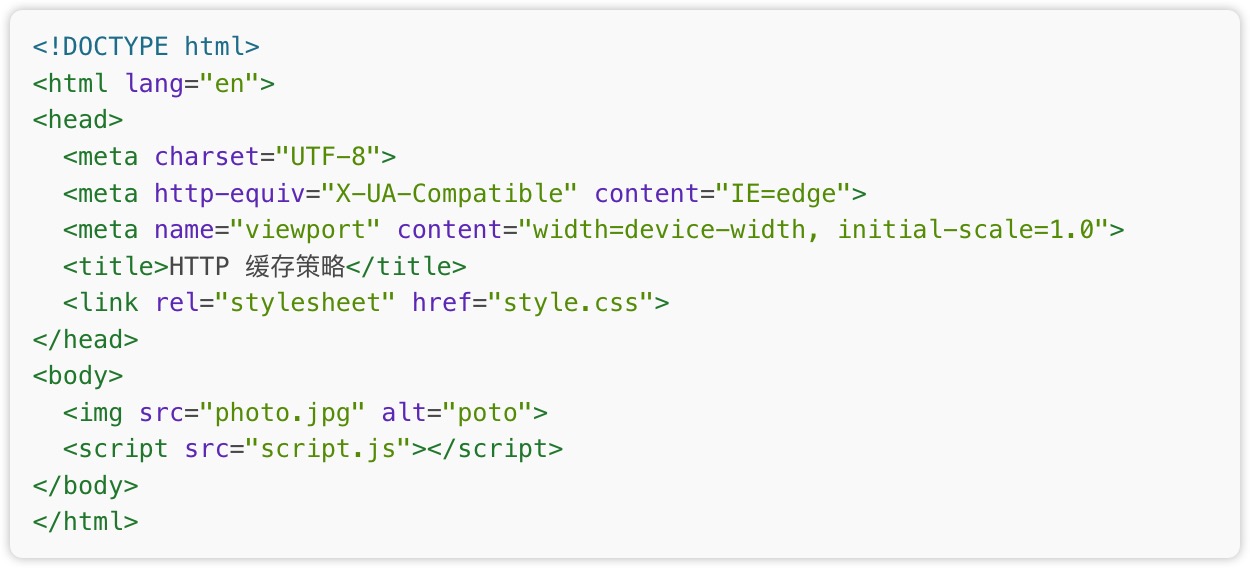 <!DOCTYPE html>
<html lang="en">
<head>
  <meta charset="UTF-8">
  <meta http-equiv="X-UA-Compatible" content="IE=edge">
  <meta name="viewport" content="width=device-width, initial-scale=1.0">
  <title>HTTP 缓存策略</title>
  <link rel="stylesheet" href="style.css">
</head>
<body>
  <img src="photo.jpg" alt="poto">
  <script src="script.js"></script>
</body>
</html>